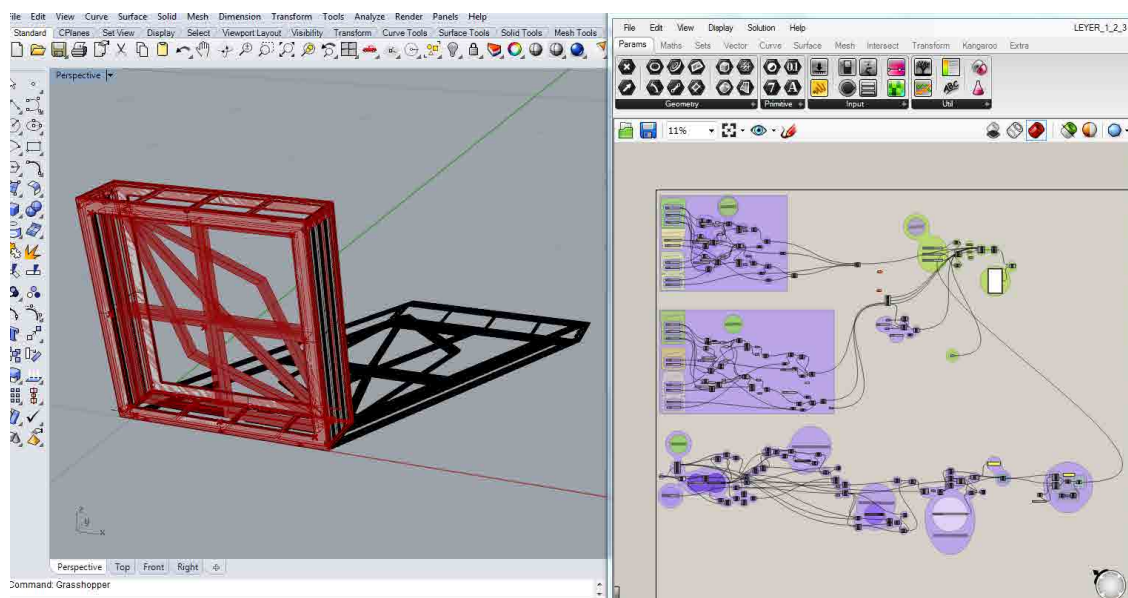 File Edit View Curve Surface Solid Mesh Dimension Transform Tools Analyze Render Panels Help
Standard CPlanes Set View Display Select Viewport Layout Visibility Transform Curve Tools Surface Tools Solid Tools Mesh Tools
Perspective
z
y
x
Perspective Top Front Right
Command: Grasshopper
File Edit View Display Solution Help LEYER_1_2_3
Params Maths Sets Vector Curve Surface Mesh Intersect Transform Kangaroo Extra
7 A
ABC
Geometry Primitive Input Util
11%